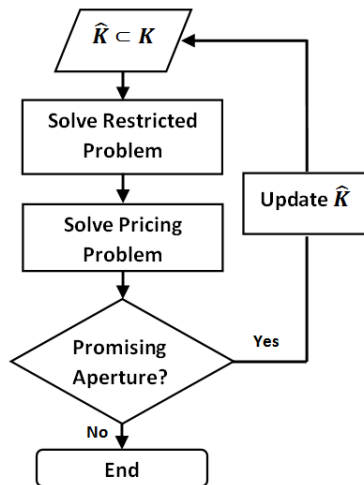 K̂ ⊂ K
Solve Restricted
Problem
Solve Pricing
Problem
Update K̂
Promising
Aperture?
Yes
No
End